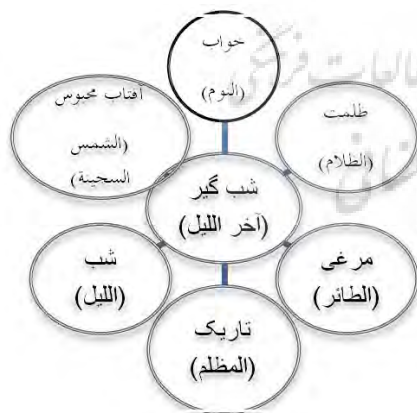 خواب
(النوم)
ظلمت
(الظلام)
آفتاب محبوس
(الشمس
السجينة)
شب گیر
(آخر الليل)
مرغی
(الطائر)
شب
(الليل)
تاریک
(المظلم)